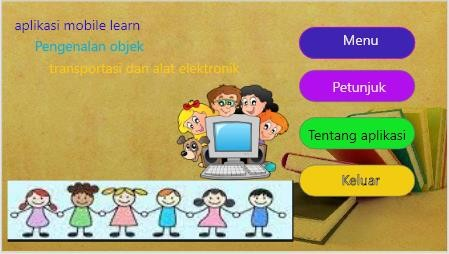 aplikasi mobile learn
Pengenalan objek
transportasi dan alat elektronik
Menu
Petunjuk
Tentang aplikasi
Keluar